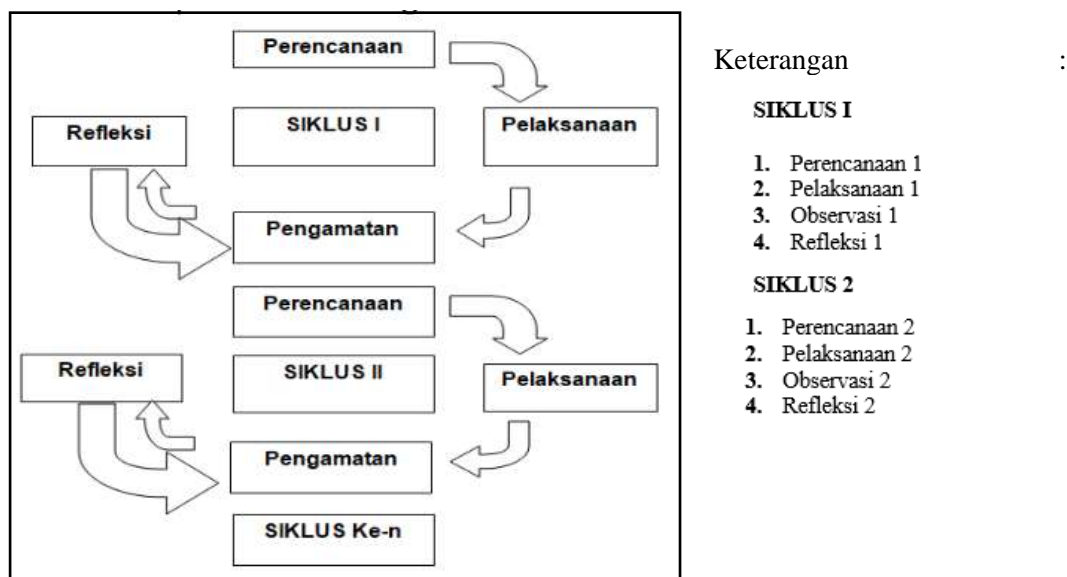 Perencanaan
SIKLUS I
Refleksi
Pelaksanaan
Pengamatan
Perencanaan
SIKLUS II
Refleksi
Pelaksanaan
Pengamatan
SIKLUS Ke-n
Keterangan :
SIKLUS I
1. Perencanaan 1
2. Pelaksanaan 1
3. Observasi 1
4. Refleksi 1
SIKLUS 2
1. Perencanaan 2
2. Pelaksanaan 2
3. Observasi 2
4. Refleksi 2